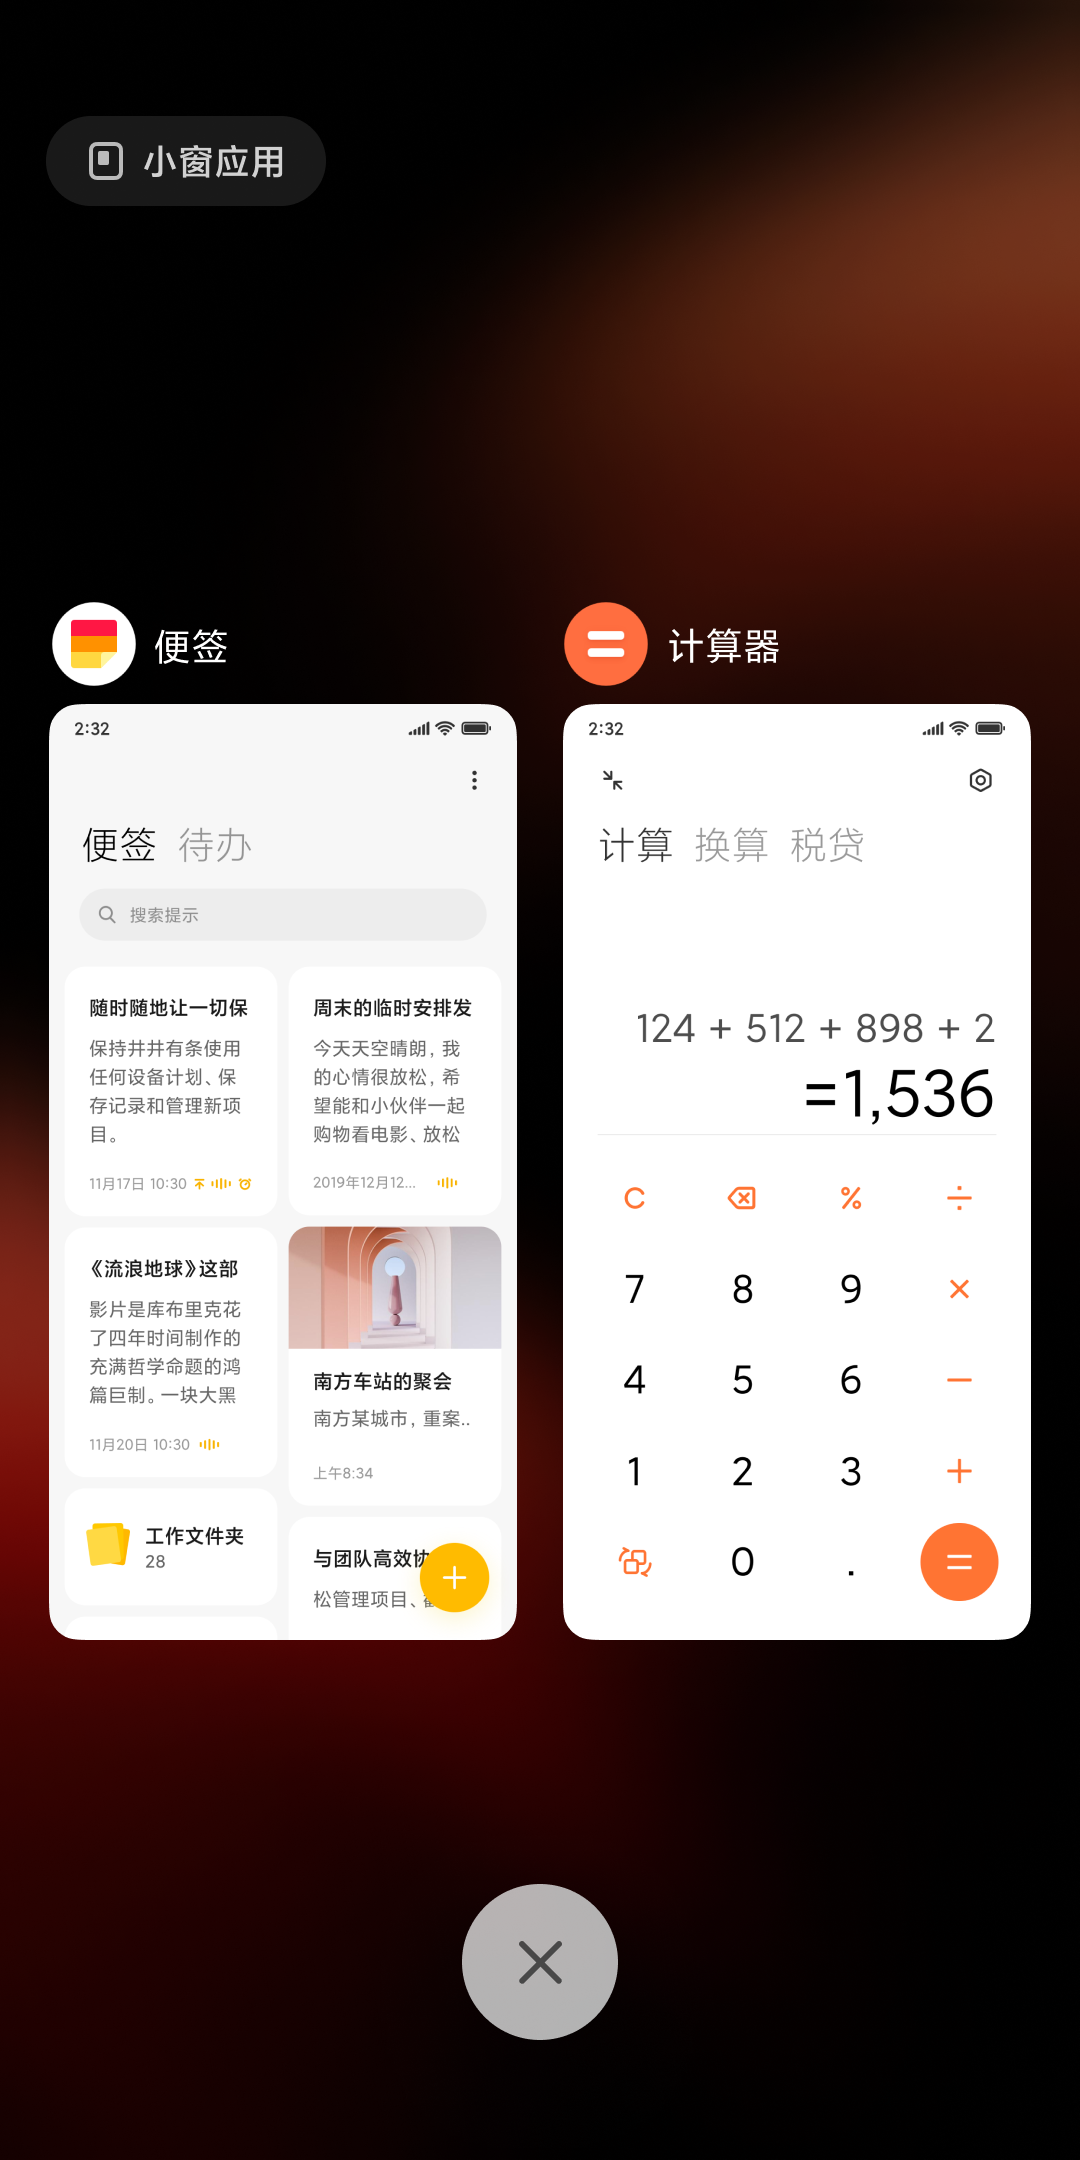 小窗应用
便签
计算器
2:32
便签 待办
搜索提示
随时随地让一切保
保持井井有条使用
任何设备计划、保
存记录和管理新项
目。
11月17日 10:30
周末的临时安排发
今天天空晴朗，我
的心情很放松，希
望能和小伙伴一起
购物看电影、放松
2019年12月12...
《流浪地球》这部
影片是库布里克花
了四年时间制作的
充满哲学命题的鸿
篇巨制。一块大黑
11月20日 10:30
南方车站的聚会
南方某城市，重案..
上午8:34
工作文件夹
28
与团队高效协
松管理项目、
2:32
计算 换算 税贷
124 + 512 + 898 + 2
=1,536
C % ÷
7 8 9 ×
4 5 6 −
1 2 3 +
0 . =